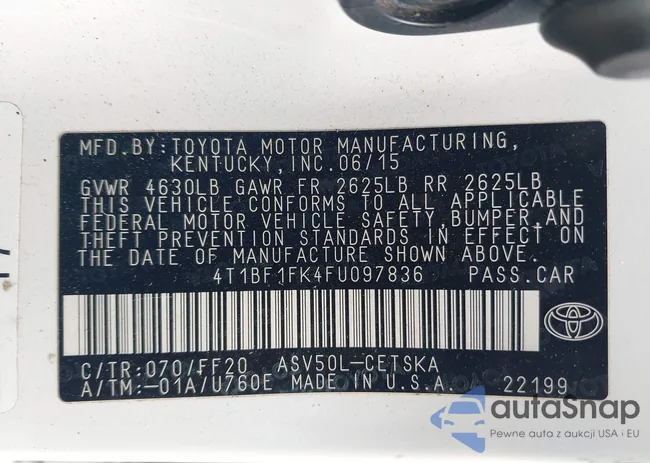 MFD. BY: TOYOTA MOTOR MANUFACTURING,
KENTUCKY, INC. 06/15
GVWR 4630LB GAWR FR 2625LB RR 2625LB
THIS VEHICLE CONFORMS TO ALL APPLICABLE
FEDERAL MOTOR VEHICLE SAFETY, BUMPER, AND
THEFT PREVENTION STANDARDS IN EFFECT ON
THE DATE OF MANUFACTURE SHOWN ABOVE.
4T1BF1FK4FU097836 PASS. CAR
C/TR: 070/FF20 ASV50L-CETSKA
A/TM: -01A/U760E MADE IN U.S.A. 22199
autaSnap
Pewne auta z aukcji USA i EU